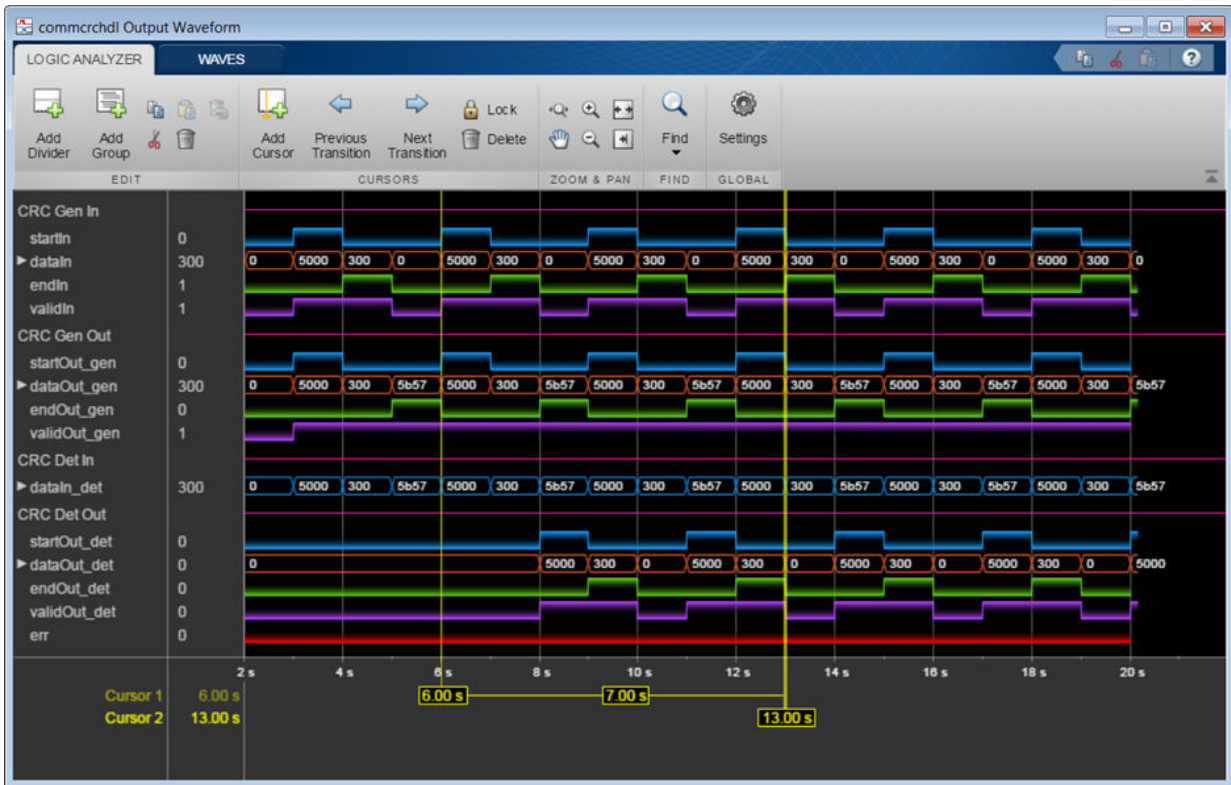 commcrchdl Output Waveform
LOGIC ANALYZER WAVES
Add Divider
Add Group
Add Cursor
Previous Transition
Next Transition
Lock
Delete
Find
Settings
EDIT CURSORS ZOOM & PAN FIND GLOBAL
CRC Gen In
startIn 0
dataIn 300 0 5000 300 0 5000 300 0 5000 300 0 5000 300 0 5000 300 0 5000 300 0
endIn 1
validIn 1
CRC Gen Out
startOut_gen 0
dataOut_gen 300 0 5000 300 5b57 5000 300 5b57 5000 300 5b57 5000 300 5b57 5000 300 5b57 5000 300 5b57
endOut_gen 0
validOut_gen 1
CRC Det In
dataIn_det 300 0 5000 300 5b57 5000 300 5b57 5000 300 5b57 5000 300 5b57 5000 300 5b57 5000 300 5b57
CRC Det Out
startOut_det 0
dataOut_det 0 0 5000 300 0 5000 300 0 5000 300 0 5000 300 0 5000
endOut_det 0
validOut_det 0
err 0
2 s 4 s 6 s 8 s 10 s 12 s 14 s 16 s 18 s 20 s
Cursor 1 6.00 s 6.00 s 7.00 s
Cursor 2 13.00 s 13.00 s